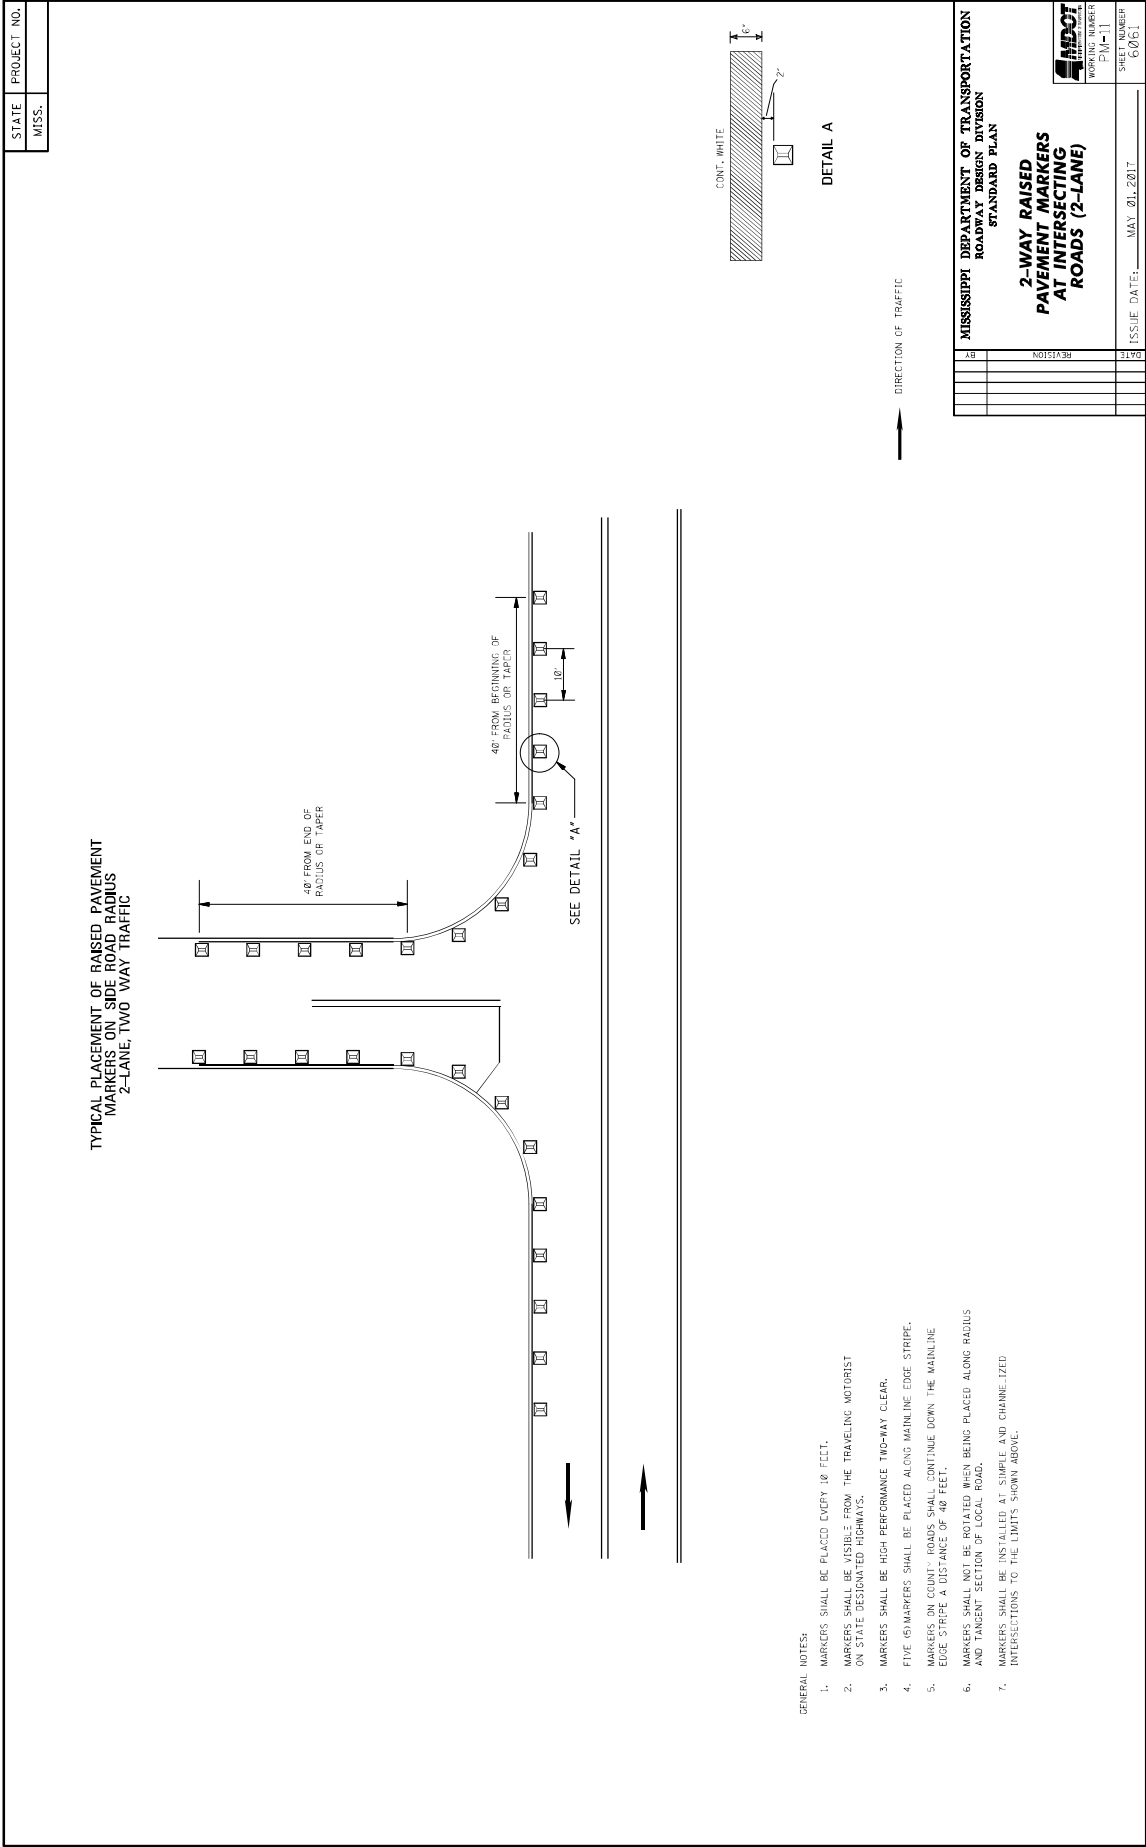 STATE PROJECT NO.
MISS.
TYPICAL PLACEMENT OF RAISED PAVEMENT
MARKERS ON SIDE ROAD RADIUS
2-LANE, TWO WAY TRAFFIC
40' FROM END OF
RADIUS OR TAPER
40' FROM BEGINNING OF
RADIUS OR TAPER
10'
SEE DETAIL "A"
CONT. WHITE
6"
2"
DETAIL A
DIRECTION OF TRAFFIC
GENERAL NOTES:
1. MARKERS SHALL BE PLACED EVERY 10 FEET.
2. MARKERS SHALL BE VISIBLE FROM THE TRAVELING MOTORIST
ON STATE DESIGNATED HIGHWAYS.
3. MARKERS SHALL BE HIGH PERFORMANCE TWO-WAY CLEAR.
4. FIVE (5) MARKERS SHALL BE PLACED ALONG MAINLINE EDGE STRIPE.
5. MARKERS ON COUNTY ROADS SHALL CONTINUE DOWN THE MAINLINE
EDGE STRIPE A DISTANCE OF 40 FEET.
6. MARKERS SHALL NOT BE ROTATED WHEN BEING PLACED ALONG RADIUS
AND TANGENT SECTION OF LOCAL ROAD.
7. MARKERS SHALL BE INSTALLED AT SIMPLE AND CHANNELIZED
INTERSECTIONS TO THE LIMITS SHOWN ABOVE.
BY
REVISION
DATE
MISSISSIPPI DEPARTMENT OF TRANSPORTATION
ROADWAY DESIGN DIVISION
STANDARD PLAN
2-WAY RAISED
PAVEMENT MARKERS
AT INTERSECTING
ROADS (2-LANE)
ISSUE DATE: MAY 01, 2017
MDOT
WORKING NUMBER
PM-11
SHEET NUMBER
6061